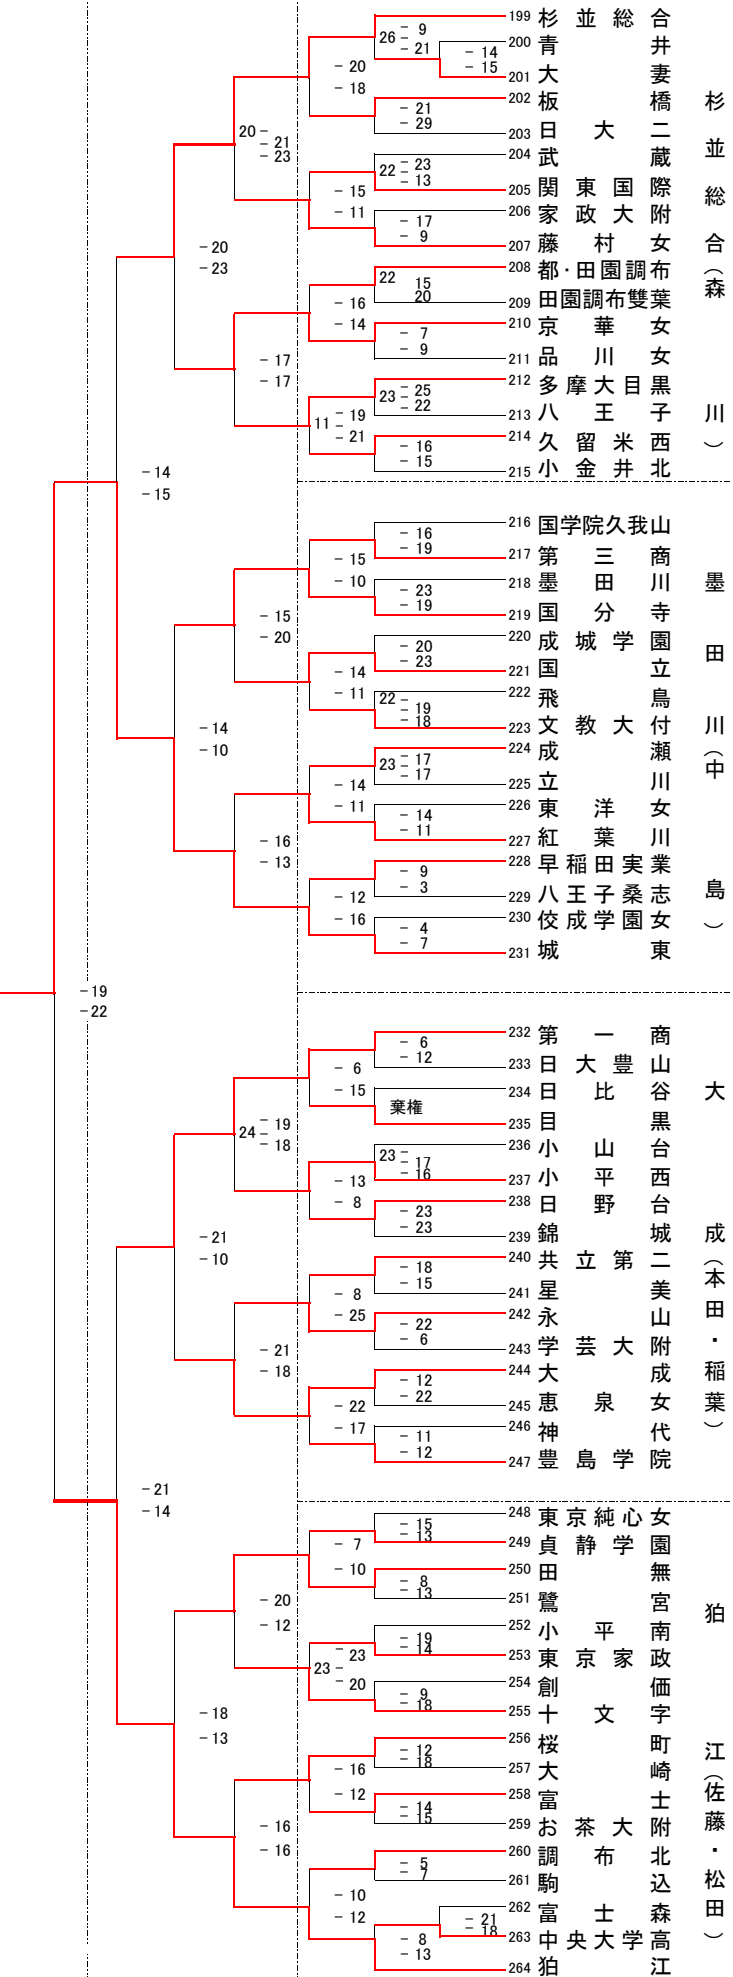 199 杉並総合
200 青井
201 大妻
202 板橋
203 日大二
204 武蔵
205 関東国際
206 家政大附
207 藤村女
208 都・田園調布
209 田園調布雙葉
210 京華女
211 品川女
212 多摩大目黒
213 八王子
214 久留米西
215 小金井北
杉並総合(森川)
26 - 9
- 21
- 14
- 15
- 20
- 18
- 21
- 29
20 -
- 21
- 23
22 - 23
- 13
- 15
- 11
- 17
- 9
- 20
- 23
22 15
20
- 16
- 14
- 7
- 9
- 17
- 17
23 - 25
- 22
11 - 19
- 21
- 16
- 15
- 14
- 15
216 国学院久我山
217 第三商
218 墨田川
219 国分寺
220 成城学園
221 国立
222 飛鳥
223 文教大付
224 成瀬
225 立川
226 東洋女
227 紅葉川
228 早稲田実業
229 八王子桑志
230 佼成学園女
231 城東
墨田川(中島)
- 16
- 19
- 15
- 10
- 23
- 19
- 15
- 20
- 20
- 23
- 14
- 11
22 -
- 19
- 18
- 14
- 10
23 - 17
- 17
- 14
- 11
- 14
- 11
- 16
- 13
- 9
- 3
- 12
- 16
- 4
- 7
- 19
- 22
232 第一商
233 日大豊山
234 日比谷
235 目黒
236 小山台
237 小平西
238 日野台
239 錦城
240 共立第二
241 星美
242 永山
243 学芸大附
244 大成
245 恵泉女
246 神代
247 豊島学院
大成(本田・稲葉)
- 6
- 12
- 6
- 15
棄権
24 - 19
- 18
23 -
- 17
- 16
- 13
- 8
- 23
- 23
- 21
- 10
- 18
- 15
- 8
- 25
- 22
- 6
- 21
- 18
- 12
- 22
- 22
- 17
- 11
- 12
- 21
- 14
248 東京純心女
249 貞静学園
250 田無
251 鷺宮
252 小平南
253 東京家政
254 創価
255 十文字
256 桜町
257 大崎
258 富士
259 お茶大附
260 調布北
261 駒込
262 富士森
263 中央大学高
264 狛江
狛江(佐藤・松田)
- 15
- 13
- 7
- 10
- 8
- 13
- 20
- 12
- 19
- 14
23 - 23
- 20
- 9
- 18
- 18
- 13
- 12
- 18
- 16
- 12
- 14
- 15
- 16
- 16
- 5
- 7
- 10
- 12
- 21
- 18
- 8
- 13